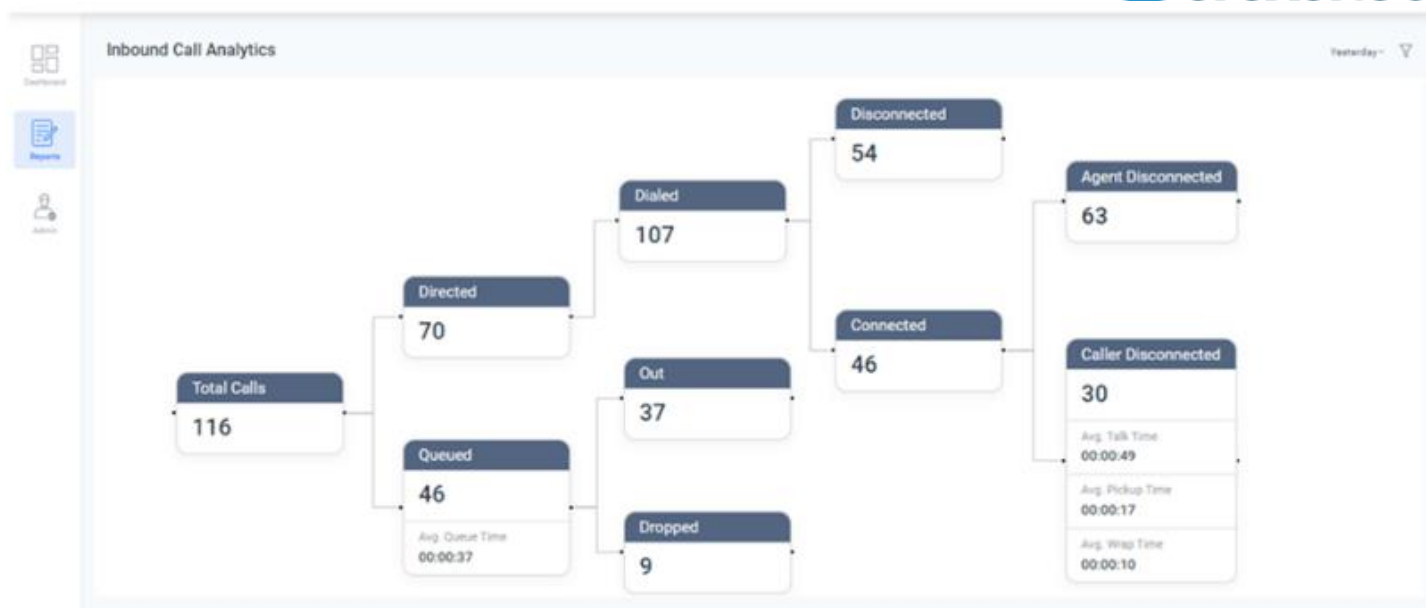 Inbound Call Analytics
Yesterday
Dashboard
Reports
Admin
Total Calls
116
Directed
70
Queued
46
Avg. Queue Time
00:00:37
Dialed
107
Out
37
Dropped
9
Disconnected
54
Connected
46
Agent Disconnected
63
Caller Disconnected
30
Avg. Talk Time
00:00:49
Avg. Pickup Time
00:00:17
Avg. Wrap Time
00:00:10